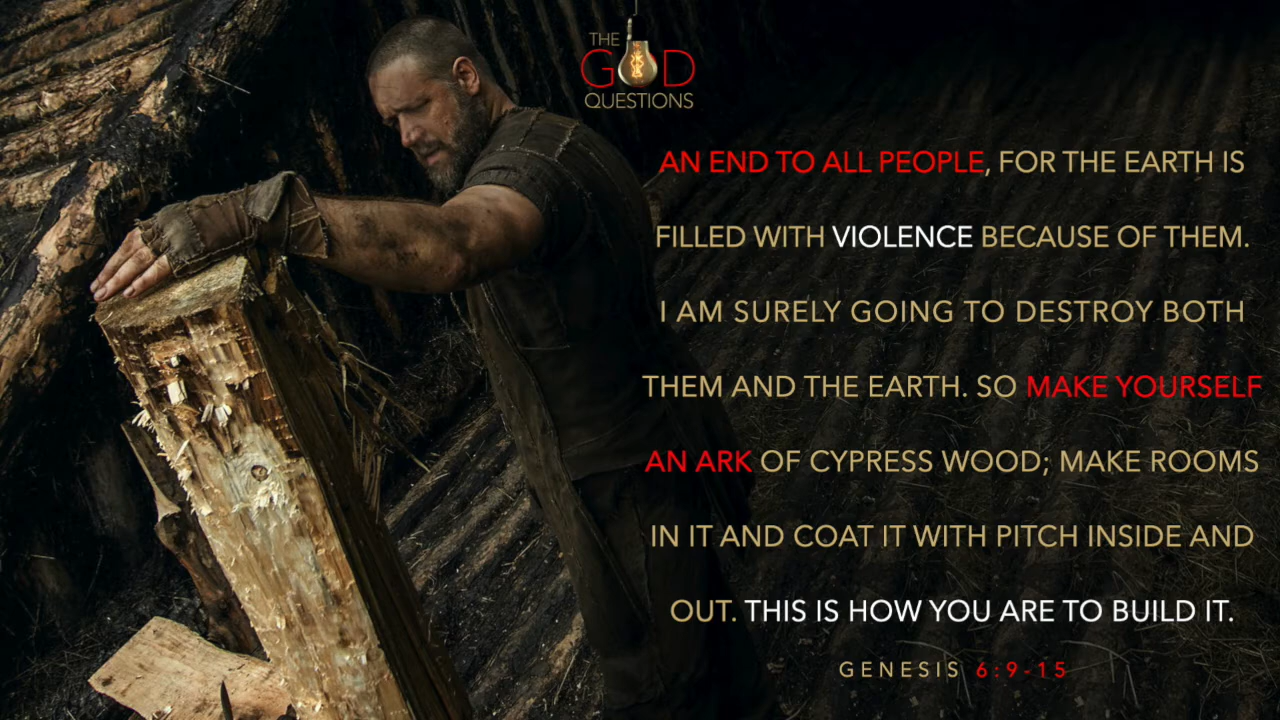 THE
GOD
QUESTIONS
AN END TO ALL PEOPLE, FOR THE EARTH IS
FILLED WITH VIOLENCE BECAUSE OF THEM.
I AM SURELY GOING TO DESTROY BOTH
THEM AND THE EARTH. SO MAKE YOURSELF
AN ARK OF CYPRESS WOOD; MAKE ROOMS
IN IT AND COAT IT WITH PITCH INSIDE AND
OUT. THIS IS HOW YOU ARE TO BUILD IT.
GENESIS 6:9-15